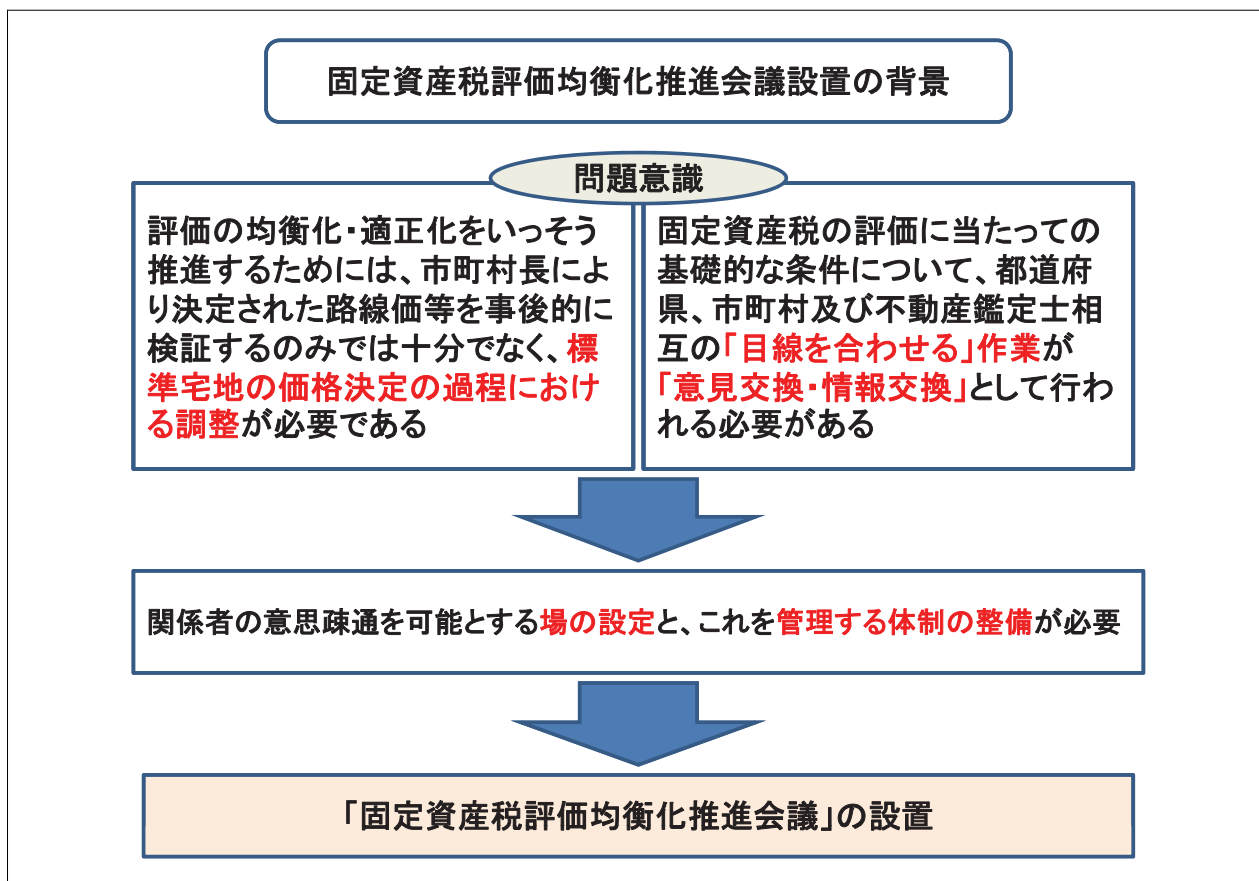 固定資産税評価均衡化推進会議設置の背景
問題意識
評価の均衡化・適正化をいっそう
推進するためには、市町村長によ
り決定された路線価等を事後的に
検証するのみでは十分でなく、標
準宅地の価格決定の過程におけ
る調整が必要である
固定資産税の評価に当たっての
基礎的な条件について、都道府
県、市町村及び不動産鑑定士相
互の「目線を合わせる」作業が
「意見交換・情報交換」として行わ
れる必要がある
関係者の意思疎通を可能とする場の設定と、これを管理する体制の整備が必要
「固定資産税評価均衡化推進会議」の設置